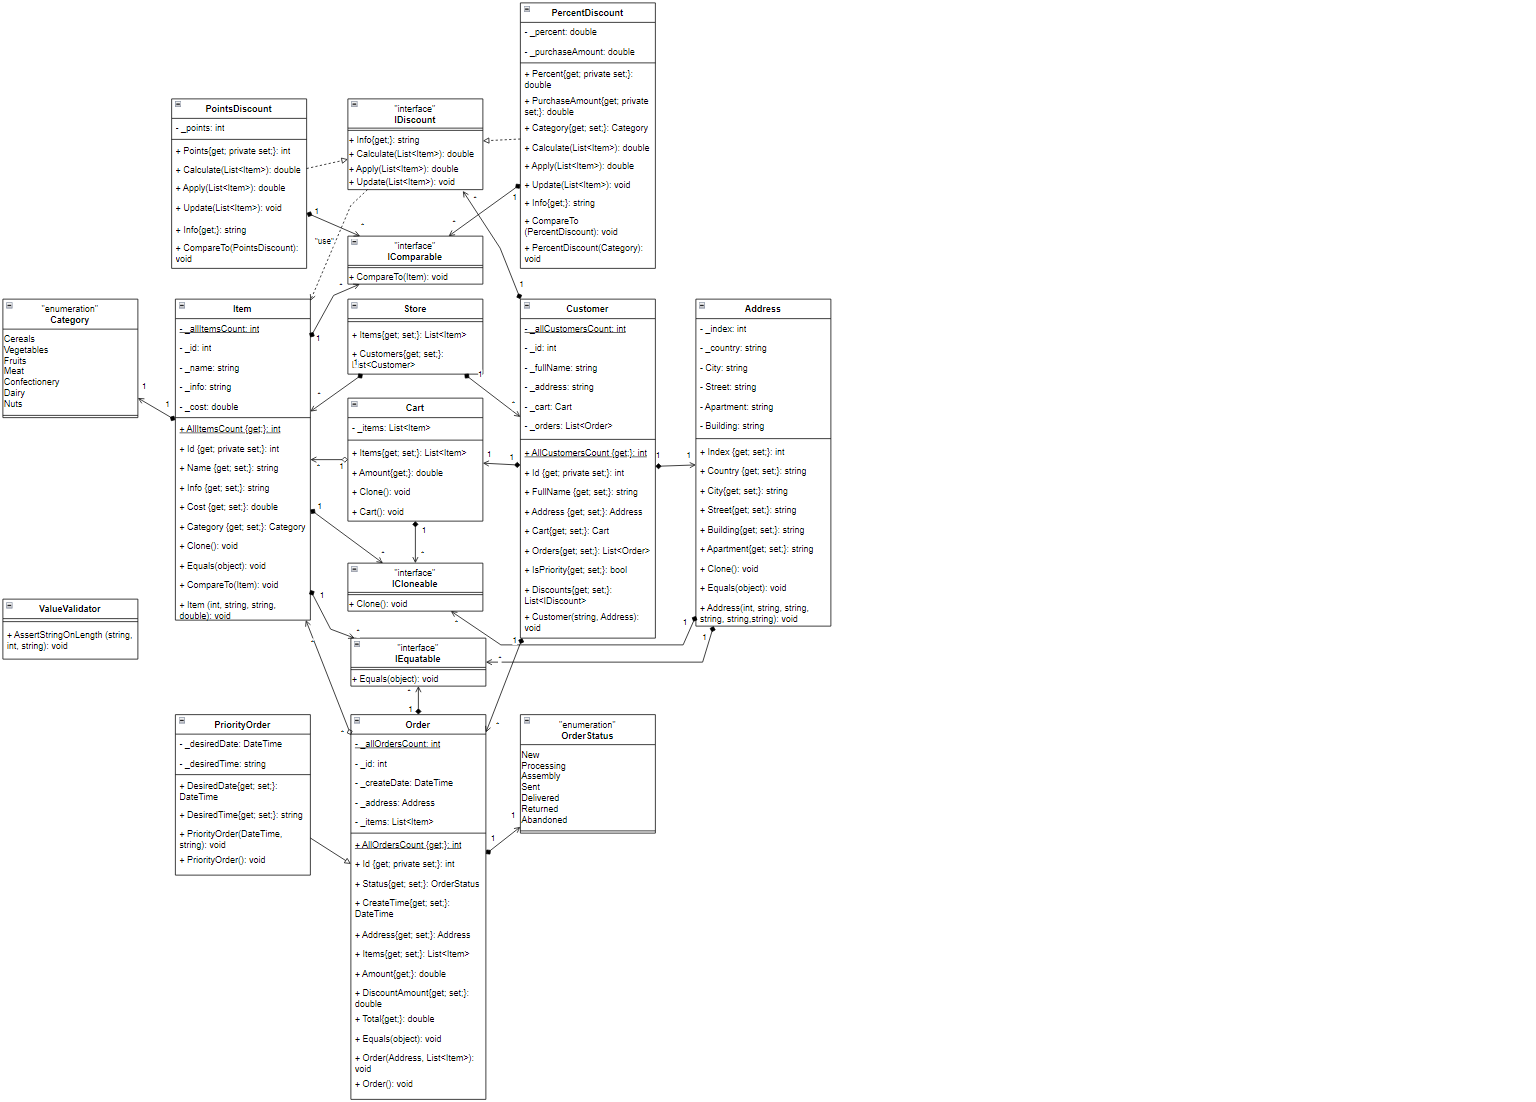 PercentDiscount
- _percent: double
- _purchaseAmount: double
+ Percent{get; private set;}:
double
+ PurchaseAmount{get; private
set;}: double
+ Category{get; set;}: Category
+ Calculate(List<Item>): double
+ Apply(List<Item>): double
+ Update(List<Item>): void
+ Info{get;}: string
+ CompareTo
(PercentDiscount): void
+ PercentDiscount(Category):
void
PointsDiscount
- _points: int
+ Points{get; private set;}: int
+ Calculate(List<Item>): double
+ Apply(List<Item>): double
+ Update(List<Item>): void
+ Info{get;}: string
+ CompareTo(PointsDiscount):
void
"interface"
IDiscount
+ Info{get;}: string
+ Calculate(List<Item>): double
+ Apply(List<Item>): double
+ Update(List<Item>): void
"use"
"interface"
IComparable
+ CompareTo(Item): void
"enumeration"
Category
Cereals
Vegetables
Fruits
Meat
Confectionery
Dairy
Nuts
Item
- _allItemsCount: int
- _id: int
- _name: string
- _info: string
- _cost: double
+ AllItemsCount {get;}: int
+ Id {get; private set;}: int
+ Name {get; set;}: string
+ Info {get; set;}: string
+ Cost {get; set;}: double
+ Category {get; set;}: Category
+ Clone(): void
+ Equals(object): void
+ CompareTo(Item): void
+ Item (int, string, string,
double): void
Store
+ Items{get; set;}: List<Item>
+ Customers{get; set;}:
List<Customer>
Cart
- _items: List<Item>
+ Items{get; set;}: List<Item>
+ Amount{get;}: double
+ Clone(): void
+ Cart(): void
"interface"
ICloneable
+ Clone(): void
"interface"
IEquatable
+ Equals(object): void
Customer
- _allCustomersCount: int
- _id: int
- _fullName: string
- _address: string
- _cart: Cart
- _orders: List<Order>
+ AllCustomersCount {get;}: int
+ Id {get; private set;}: int
+ FullName {get; set;}: string
+ Address {get; set;}: Address
+ Cart{get; set;}: Cart
+ Orders{get; set;}: List<Order>
+ IsPriority{get; set;}: bool
+ Discounts{get; set;}:
List<IDiscount>
+ Customer(string, Address):
void
Address
- _index: int
- _country: string
- City: string
- Street: string
- Apartment: string
- Building: string
+ Index {get; set;}: int
+ Country {get; set;}: string
+ City{get; set;}: string
+ Street{get; set;}: string
+ Building{get; set;}: string
+ Apartment{get; set;}: string
+ Clone(): void
+ Equals(object): void
+ Address(int, string, string,
string, string,string): void
ValueValidator
+ AssertStringOnLength (string,
int, string): void
PriorityOrder
- _desiredDate: DateTime
- _desiredTime: string
+ DesiredDate{get; set;}:
DateTime
+ DesiredTime{get; set;}: string
+ PriorityOrder(DateTime,
string): void
+ PriorityOrder(): void
Order
- _allOrdersCount: int
- _id: int
- _createDate: DateTime
- _address: Address
- _items: List<Item>
+ AllOrdersCount {get;}: int
+ Id {get; private set;}: int
+ Status{get; set;}: OrderStatus
+ CreateTime{get; set;}:
DateTime
+ Address{get; set;}: Address
+ Items{get; set;}: List<Item>
+ Amount{get;}: double
+ DiscountAmount{get; set;}:
double
+ Total{get;}: double
+ Equals(object): void
+ Order(Address, List<Item>):
void
+ Order(): void
"enumeration"
OrderStatus
New
Processing
Assembly
Sent
Delivered
Returned
Abandoned